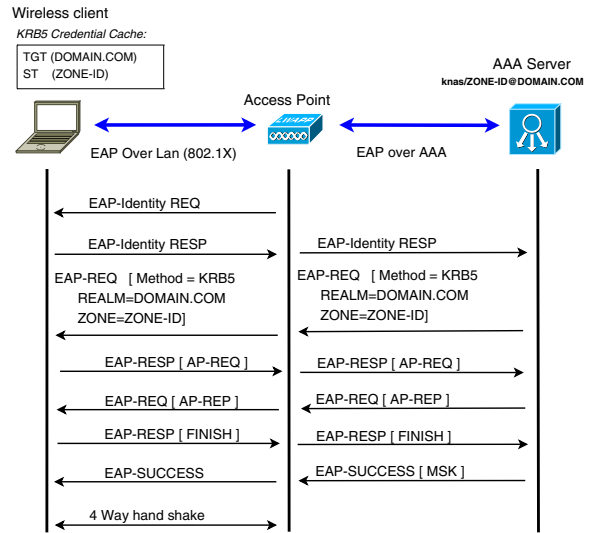 Wireless client
KRB5 Credential Cache:
TGT (DOMAIN.COM)
ST (ZONE-ID)
AAA Server
knas/ZONE-ID@DOMAIN.COM
Access Point
LWAPP
EAP Over Lan (802.1X)
EAP over AAA
EAP-Identity REQ
EAP-Identity RESP
EAP-Identity RESP
EAP-REQ [ Method = KRB5
REALM=DOMAIN.COM
ZONE=ZONE-ID]
EAP-REQ [ Method = KRB5
REALM=DOMAIN.COM
ZONE=ZONE-ID]
EAP-RESP [ AP-REQ ]
EAP-RESP [ AP-REQ ]
EAP-REQ [ AP-REP ]
EAP-REQ [ AP-REP ]
EAP-RESP [ FINISH ]
EAP-RESP [ FINISH ]
EAP-SUCCESS
EAP-SUCCESS [ MSK ]
4 Way hand shake